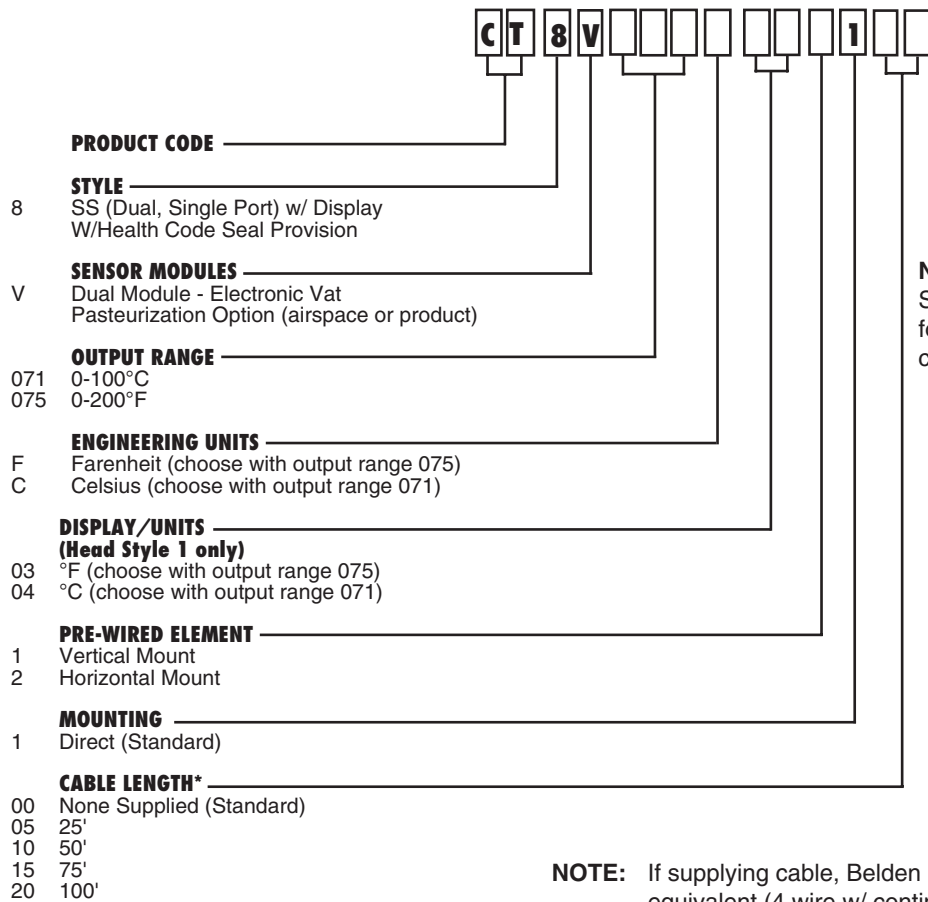 CT 8 V 1
PRODUCT CODE
STYLE
8 SS (Dual, Single Port) w/ Display
W/Health Code Seal Provision
SENSOR MODULES
V Dual Module - Electronic Vat
Pasteurization Option (airspace or product)
OUTPUT RANGE
071 0-100°C
075 0-200°F
ENGINEERING UNITS
F Farenheit (choose with output range 075)
C Celsius (choose with output range 071)
DISPLAY/UNITS
(Head Style 1 only)
03 °F (choose with output range 075)
04 °C (choose with output range 071)
PRE-WIRED ELEMENT
1 Vertical Mount
2 Horizontal Mount
MOUNTING
1 Direct (Standard)
CABLE LENGTH*
00 None Supplied (Standard)
05 25'
10 50'
15 75'
20 100'
NOTE: If supplying cable, Belden
equivalent (4 wire w/